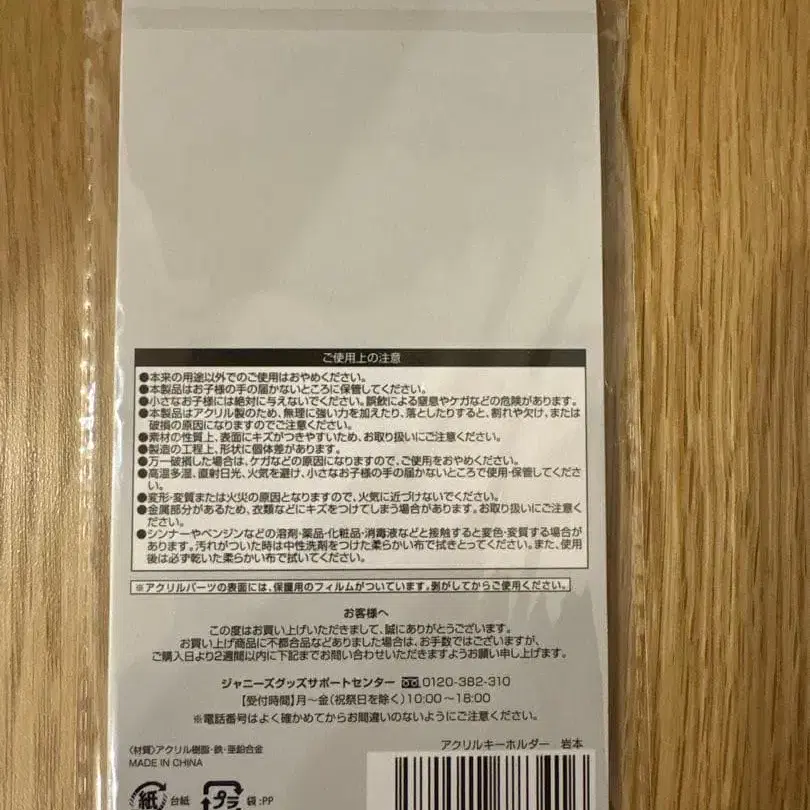 ご使用上の注意
●本来の用途以外でのご使用はおやめください。
●本製品はお子様の手の届かないところに保管してください。
●小さなお子様には絶対に与えないでください。誤飲による窒息やケガなどの危険があります。
●本製品はアクリル製のため、無理に強い力を加えたり、落としたりすると、割れや欠け、または
破損の原因になりますのでご注意ください。
●素材の性質上、表面にキズがつきやすいため、お取り扱いにご注意ください。
●製造の工程上、形状に個体差があります。
●万一破損した場合は、ケガなどの原因になりますので、ご使用をおやめください。
●高温多湿、直射日光、火気を避け、小さなお子様の手の届かないところで使用・保管してくださ
い。
●変形・変質または火災の原因となりますので、火気に近づけないでください。
●金属部分があるため、衣類などにキズをつけてしまう場合があります。お取り扱いにご注意く
ださい。
●シンナーやベンジンなどの溶剤・薬品・化粧品・消毒液などと接触すると変色・変質する場合が
あります。汚れがついた時は中性洗剤をつけた柔らかい布で拭きとってください。また、使用
後は必ず乾いた柔らかい布で拭いてください。
※アクリルパーツの表面には、保護用のフィルムがついています。剥がしてからご使用ください。
お客様へ
この度はお買い上げいただきまして、誠にありがとうございます。
お買い上げ商品に不都合品などありました場合は、お手数ではございますが、
ご購入日より2週間以内に下記までお問い合わせいただきますようお願い申し上げます。
ジャニーズグッズサポートセンター 0120-382-310
【受付時間】月〜金(祝祭日を除く)10:00〜18:00
※電話番号はよく確かめてからお間違いのないようにご注意ください。
〈材質〉アクリル樹脂・鉄・亜鉛合金
MADE IN CHINA
アクリルキーホルダー 岩本
紙 台紙 プラ 袋:PP